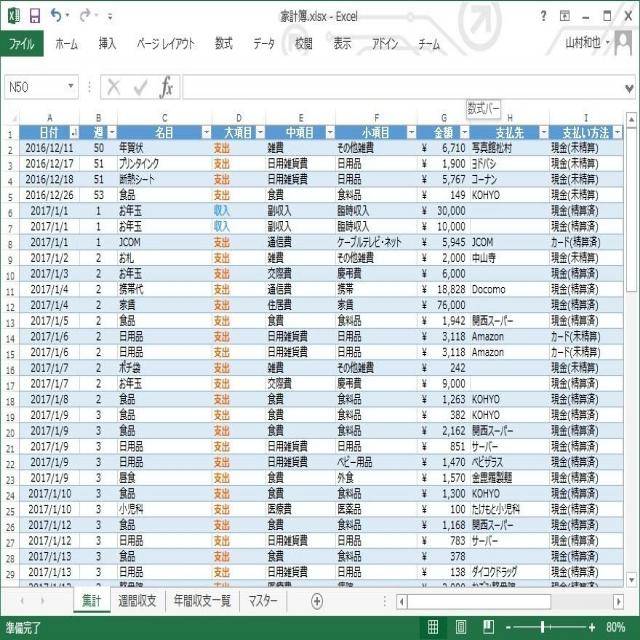 家計簿.xlsx - Excel
ファイル ホーム 挿入 ページ レイアウト 数式 データ 校閲 表示 アドイン チーム 山村和也
N50 fx
数式バー
A B C D E F G H I
1 日付 週 名目 大項目 中項目 小項目 金額 支払先 支払い方法
2 2016/12/11 50 年賀状 支出 雑費 その他雑費 ¥ 6,710 写真館松村 現金(未精算)
3 2016/12/17 51 プリンタインク 支出 日用雑貨費 日用品 ¥ 1,900 ヨドバシ 現金(未精算)
4 2016/12/18 51 断熱シート 支出 日用雑貨費 日用品 ¥ 5,767 コーナン 現金(未精算)
5 2016/12/26 53 食品 支出 食費 食料品 ¥ 149 KOHYO 現金(未精算)
6 2017/1/1 1 お年玉 収入 副収入 臨時収入 ¥ 30,000 現金(精算済)
7 2017/1/1 1 お年玉 収入 副収入 臨時収入 ¥ 10,000 現金(精算済)
8 2017/1/1 1 JCOM 支出 通信費 ケーブルテレビ・ネット ¥ 5,945 JCOM カード(精算済)
9 2017/1/2 2 お札 支出 雑費 その他雑費 ¥ 2,000 中山寺 現金(精算済)
10 2017/1/3 2 お年玉 支出 交際費 慶弔費 ¥ 6,000 現金(精算済)
11 2017/1/4 2 携帯代 支出 通信費 携帯 ¥ 18,828 Docomo 現金(精算済)
12 2017/1/4 2 家賃 支出 住居費 家賃 ¥ 76,000 現金(精算済)
13 2017/1/5 2 食品 支出 食費 食料品 ¥ 1,942 関西スーパー 現金(精算済)
14 2017/1/6 2 日用品 支出 日用雑貨費 日用品 ¥ 3,118 Amazon カード(未精算)
15 2017/1/6 2 日用品 支出 日用雑貨費 日用品 ¥ 3,118 Amazon カード(精算済)
16 2017/1/7 2 ポチ袋 支出 雑費 その他雑費 ¥ 242 現金(未精算)
17 2017/1/7 2 お年玉 支出 交際費 慶弔費 ¥ 9,000 現金(精算済)
18 2017/1/8 2 食品 支出 食費 食料品 ¥ 1,263 KOHYO 現金(精算済)
19 2017/1/9 3 食品 支出 食費 食料品 ¥ 382 KOHYO 現金(精算済)
20 2017/1/9 3 食品 支出 食費 食料品 ¥ 2,162 関西スーパー 現金(精算済)
21 2017/1/9 3 日用品 支出 日用雑貨費 日用品 ¥ 851 サーバー 現金(精算済)
22 2017/1/9 3 日用品 支出 日用雑貨費 ベビー用品 ¥ 1,470 ベビザラス 現金(精算済)
23 2017/1/9 3 昼食 支出 食費 外食 ¥ 1,570 金毘羅製麺 現金(精算済)
24 2017/1/10 3 食品 支出 食費 食料品 ¥ 1,300 KOHYO 現金(精算済)
25 2017/1/10 3 小児科 支出 医療費 医薬品 ¥ 100 たけもと小児科 現金(精算済)
26 2017/1/12 3 食品 支出 食費 食料品 ¥ 1,168 関西スーパー 現金(精算済)
27 2017/1/12 3 日用品 支出 日用雑貨費 日用品 ¥ 783 サーバー 現金(精算済)
28 2017/1/13 3 食品 支出 食費 食料品 ¥ 378 現金(精算済)
29 2017/1/13 3 日用品 支出 日用雑貨費 日用品 ¥ 138 ダイコクドラッグ 現金(精算済)
集計 週間収支 年間収支一覧 マスター
準備完了 80%